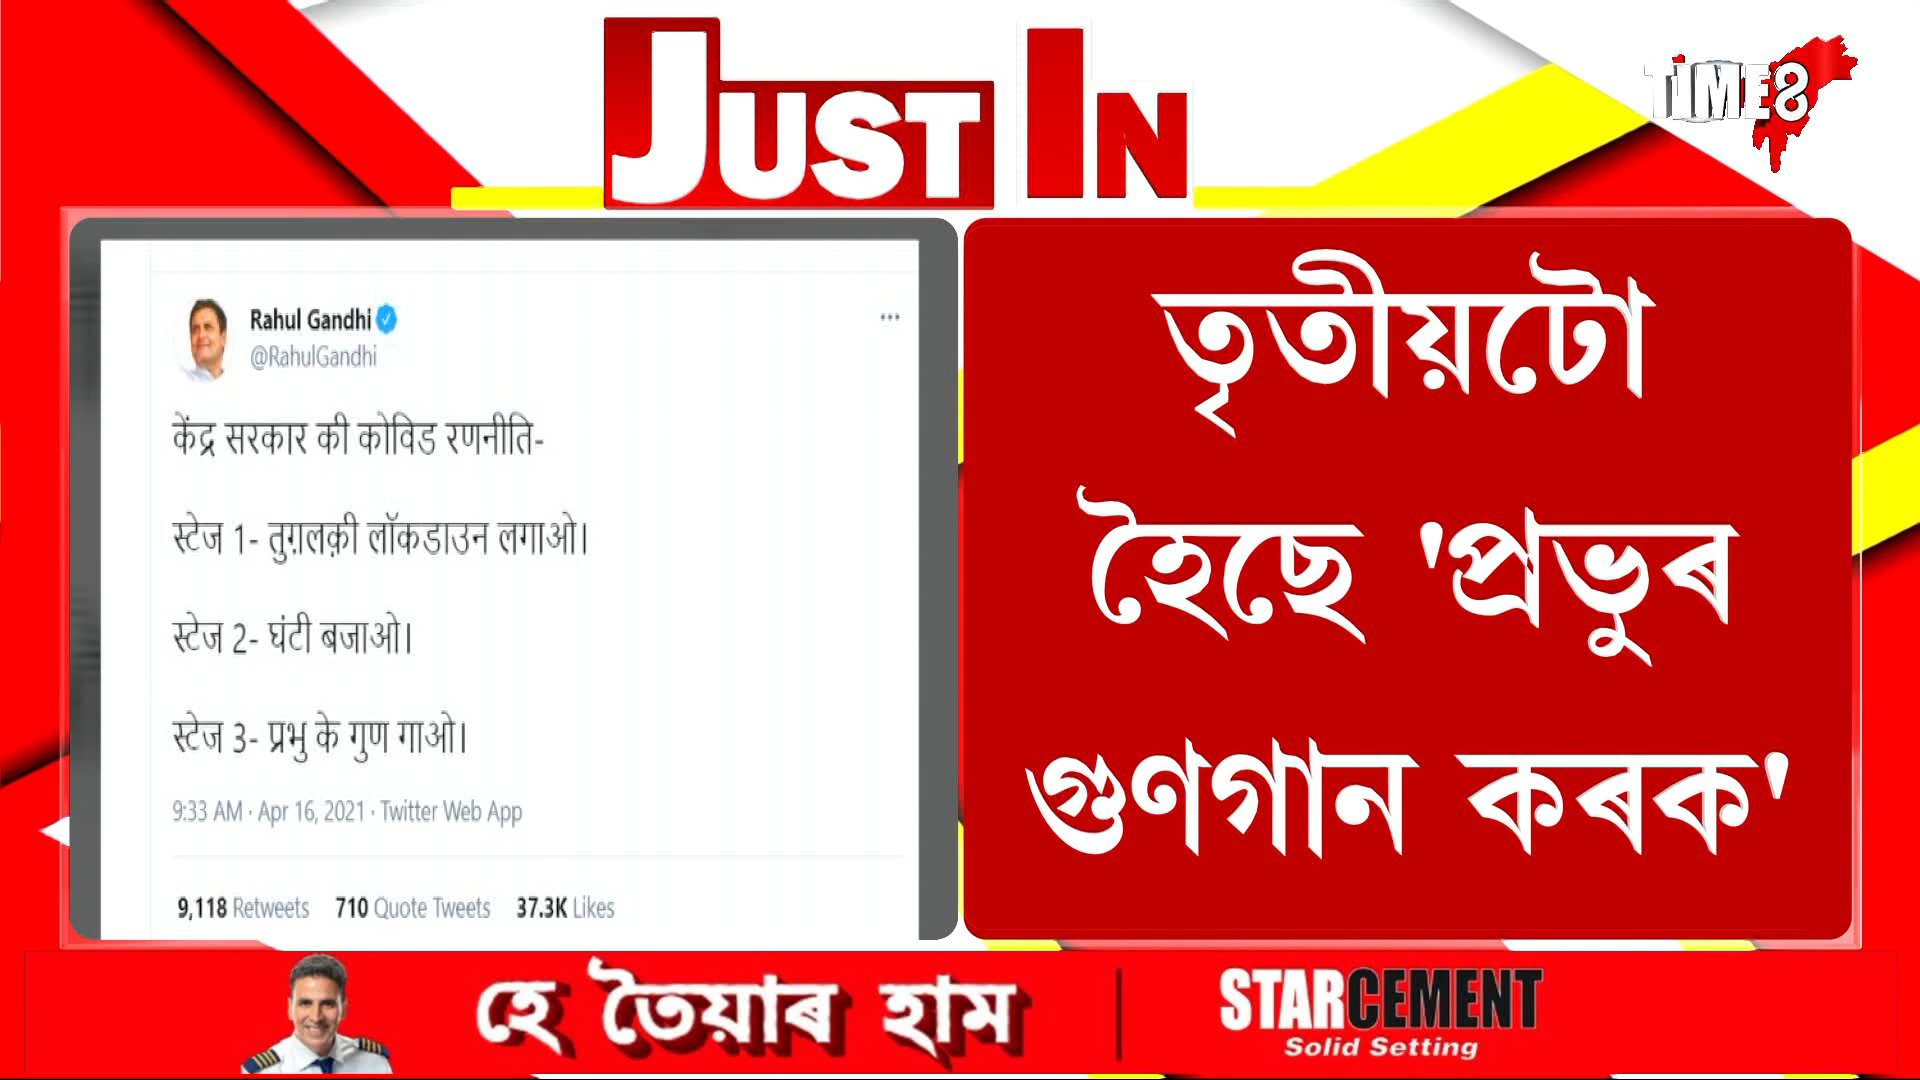 JUST IN
TIME8
Rahul Gandhi
@RahulGandhi
केंद्र सरकार की कोविड रणनीति-
स्टेज 1- तुग़लक़ी लॉकडाउन लगाओ।
स्टेज 2- घंटी बजाओ।
स्टेज 3- प्रभु के गुण गाओ।
9:33 AM · Apr 16, 2021 · Twitter Web App
9,118 Retweets 710 Quote Tweets 37.3K Likes
তৃতীয়টো
হৈছে 'প্ৰভুৰ
গুণগান কৰক'
হে তৈয়াৰ হাম
STARCEMENT
Solid Setting